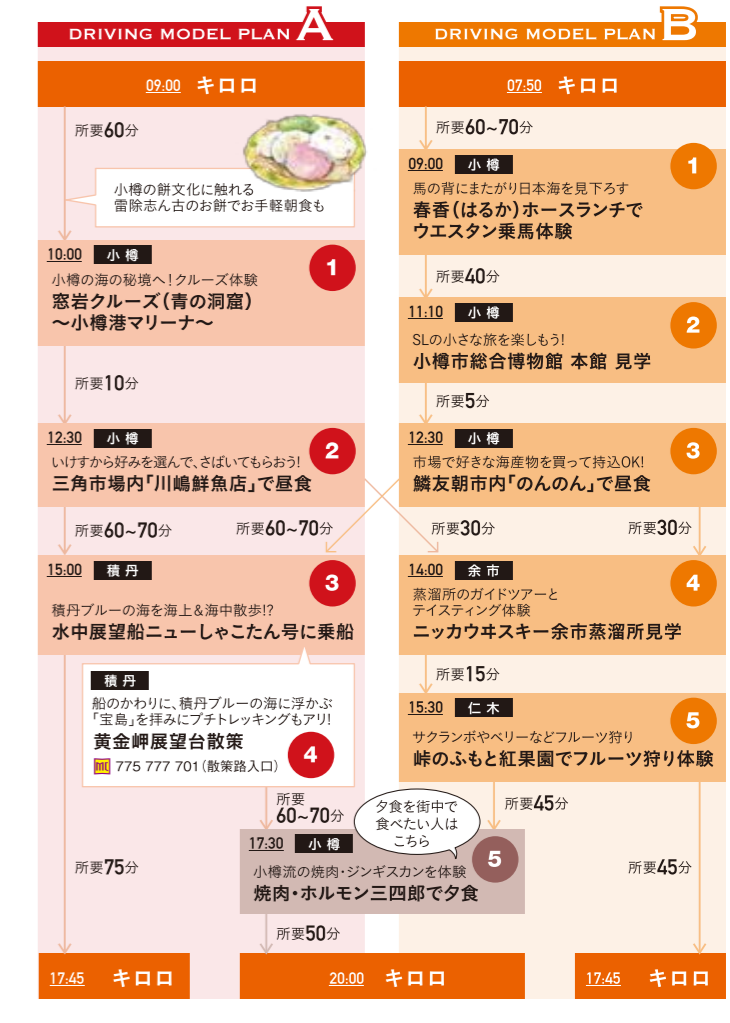 DRIVING MODEL PLAN A
09:00 キロロ
所要60分
小樽の餅文化に触れる
雷除志ん古のお餅でお手軽朝食も
10:00 小樽
1
小樽の海の秘境へ！クルーズ体験
窓岩クルーズ（青の洞窟）
〜小樽港マリーナ〜
所要10分
12:30 小樽
2
いけすから好みを選んで、さばいてもらおう！
三角市場内「川嶋鮮魚店」で昼食
所要60~70分
所要60~70分
15:00 積丹
3
積丹ブルーの海を海上＆海中散歩！？
水中展望船ニューしゃこたん号に乗船
積丹
船のかわりに、積丹ブルーの海に浮かぶ
「宝島」を拝みにプチトレッキングもアリ！
黄金岬展望台散策
4
MC 775 777 701（散策路入口）
所要
60~70分
所要75分
17:45 キロロ
DRIVING MODEL PLAN B
07:50 キロロ
所要60~70分
09:00 小樽
1
馬の背にまたがり日本海を見下ろす
春香（はるか）ホースランチで
ウエスタン乗馬体験
所要40分
11:10 小樽
2
SLの小さな旅を楽しもう！
小樽市総合博物館 本館 見学
所要5分
12:30 小樽
3
市場で好きな海産物を買って持込OK！
鱗友朝市内「のんのん」で昼食
所要30分
所要30分
14:00 余市
4
蒸溜所のガイドツアーと
テイスティング体験
ニッカウヰスキー余市蒸溜所見学
所要15分
15:30 仁木
5
サクランボやベリーなどフルーツ狩り
峠のふもと紅果園でフルーツ狩り体験
所要45分
夕食を街中で
食べたい人は
こちら
17:30 小樽
5
小樽流の焼肉・ジンギスカンを体験
焼肉・ホルモン三四郎で夕食
所要50分
20:00 キロロ
所要45分
17:45 キロロ